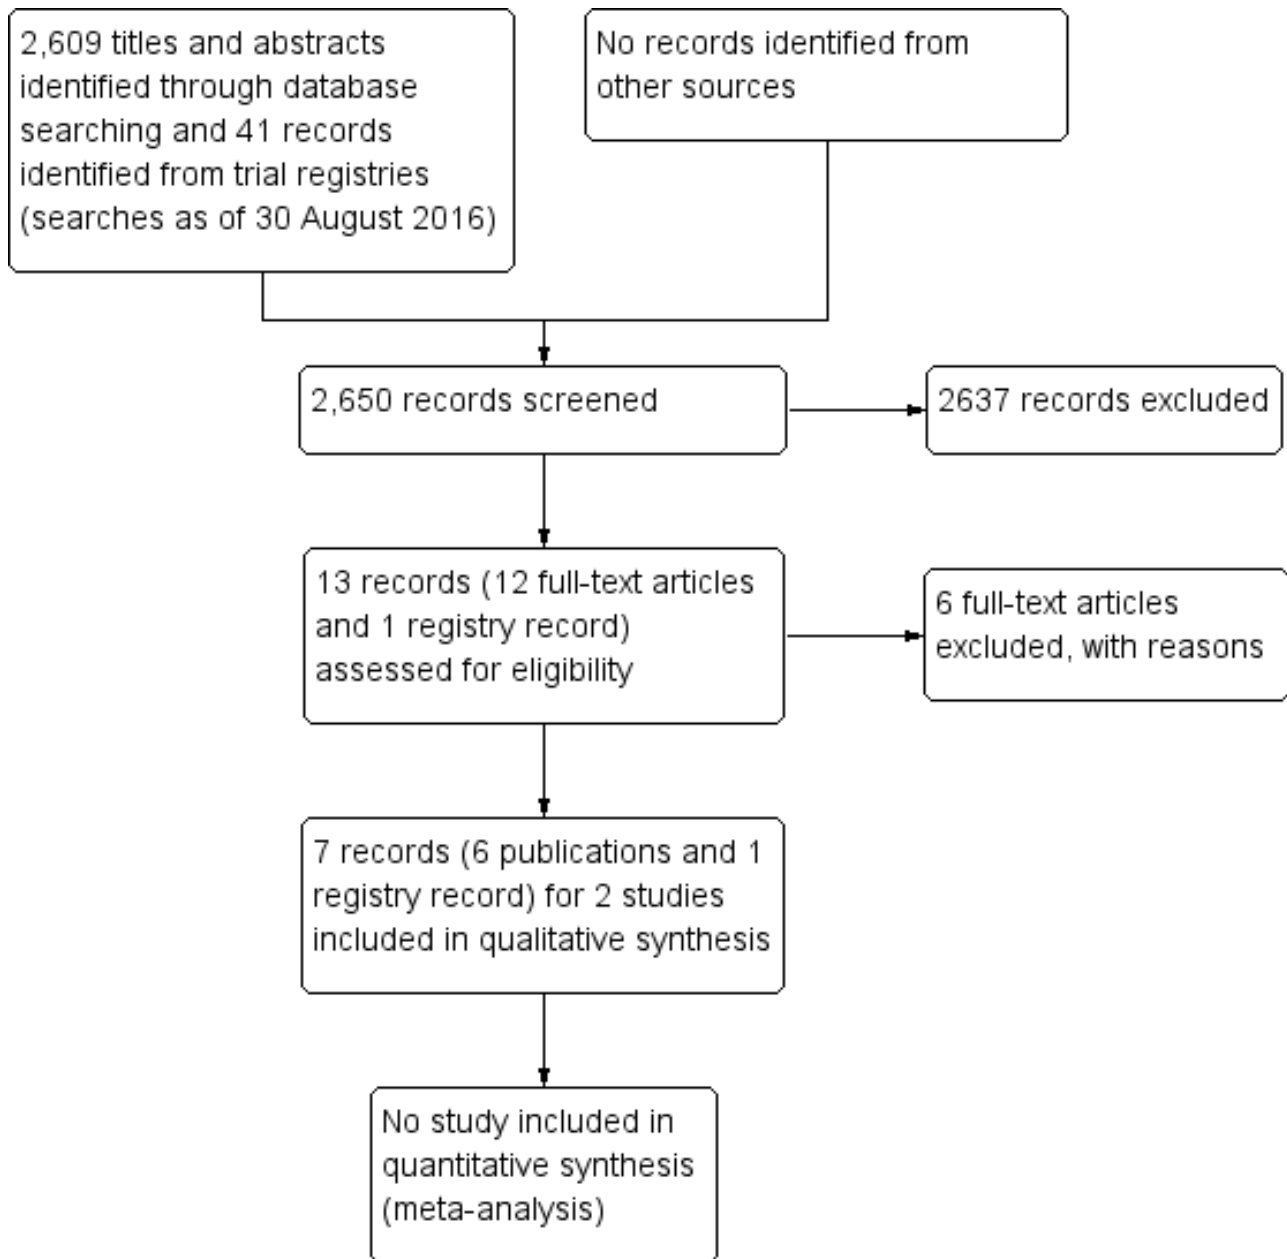 2,609 titles and abstracts
identified through database
searching and 41 records
identified from trial registries
(searches as of 30 August 2016)
No records identified from
other sources
2,650 records screened
2637 records excluded
13 records (12 full-text articles
and 1 registry record)
assessed for eligibility
6 full-text articles
excluded, with reasons
7 records (6 publications and 1
registry record) for 2 studies
included in qualitative synthesis
No study included in
quantitative synthesis
(meta-analysis)